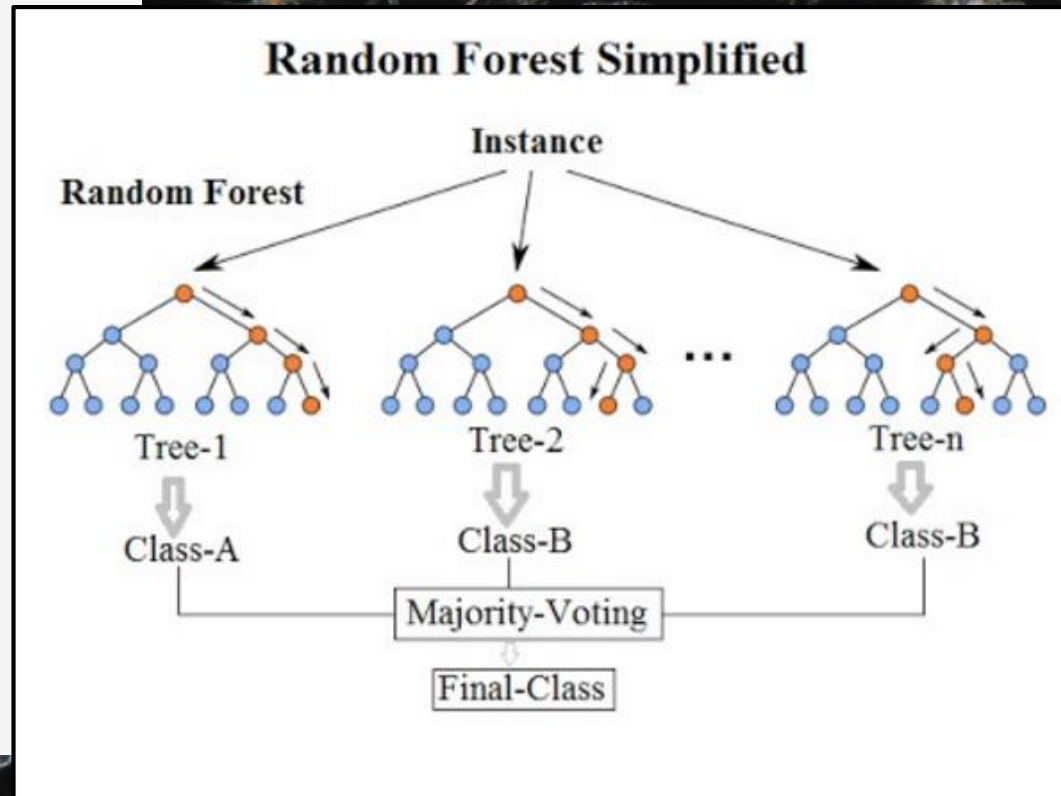 Random Forest Simplified
Instance
Random Forest
...
Tree-1
Tree-2
Tree-n
Class-A
Class-B
Class-B
Majority-Voting
Final-Class